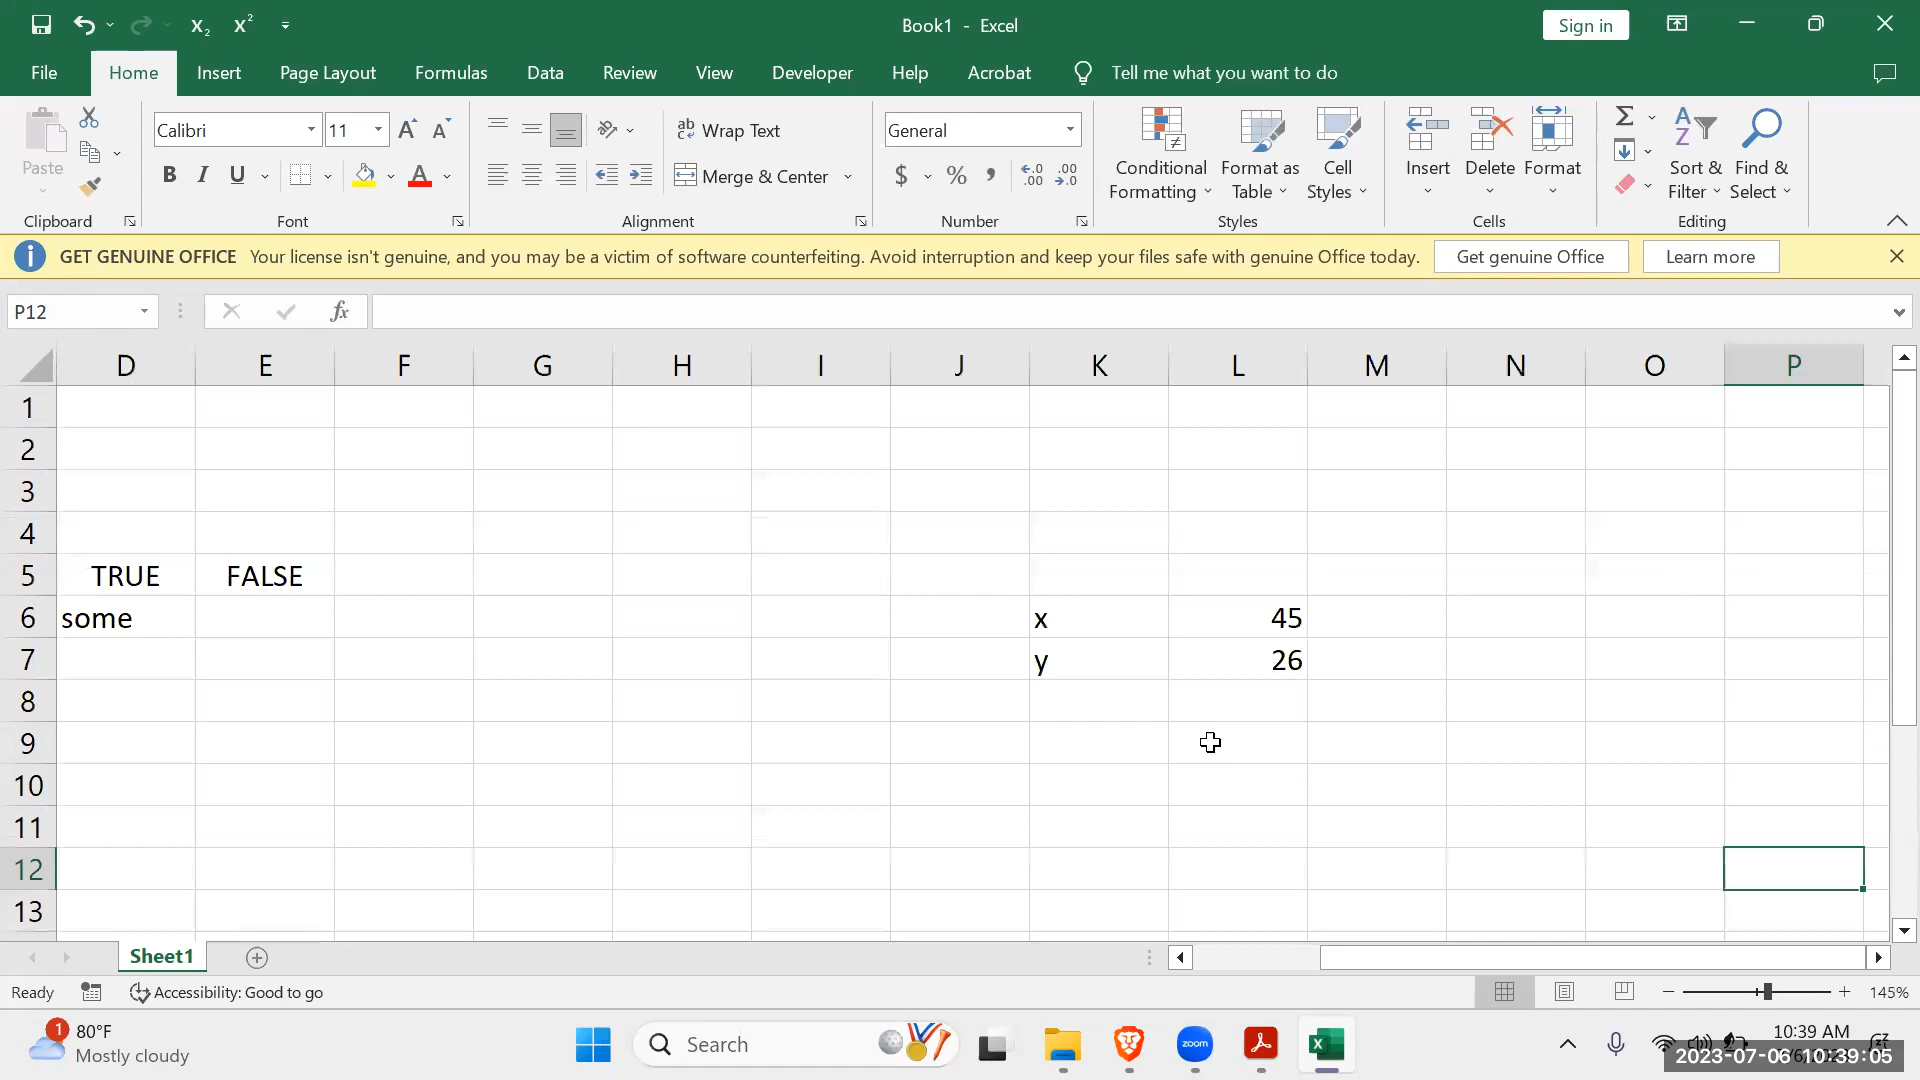 Book1 - Excel
Sign in
File Home Insert Page Layout Formulas Data Review View Developer Help Acrobat Tell me what you want to do
Paste
Clipboard
Calibri 11
B I U
Font
Wrap Text
Merge & Center
Alignment
General
$ % ,
Number
Conditional Formatting
Format as Table
Cell Styles
Styles
Insert Delete Format
Cells
Sort & Filter
Find & Select
Editing
GET GENUINE OFFICE Your license isn't genuine, and you may be a victim of software counterfeiting. Avoid interruption and keep your files safe with genuine Office today. Get genuine Office Learn more
P12 fx
D E F G H I J K L M N O P
1
2
3
4
5 TRUE FALSE
6 some x 45
7 y 26
8
9
10
11
12
13
Sheet1
Ready Accessibility: Good to go 145%
1 80°F
Mostly cloudy
Search
zoom
10:39 AM
2023-07-06 10:39:05